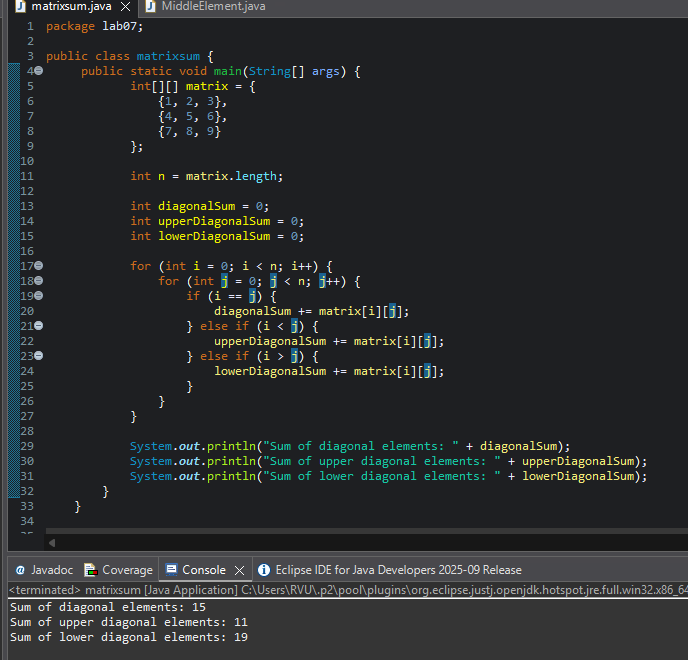 matrixsum.java MiddleElement.java
1 package lab07;
2
3 public class matrixsum {
4 public static void main(String[] args) {
5 int[][] matrix = {
6 {1, 2, 3},
7 {4, 5, 6},
8 {7, 8, 9}
9 };
10
11 int n = matrix.length;
12
13 int diagonalSum = 0;
14 int upperDiagonalSum = 0;
15 int lowerDiagonalSum = 0;
16
17 for (int i = 0; i < n; i++) {
18 for (int j = 0; j < n; j++) {
19 if (i == j) {
20 diagonalSum += matrix[i][j];
21 } else if (i < j) {
22 upperDiagonalSum += matrix[i][j];
23 } else if (i > j) {
24 lowerDiagonalSum += matrix[i][j];
25 }
26 }
27 }
28
29 System.out.println("Sum of diagonal elements: " + diagonalSum);
30 System.out.println("Sum of upper diagonal elements: " + upperDiagonalSum);
31 System.out.println("Sum of lower diagonal elements: " + lowerDiagonalSum);
32 }
33 }
34
Javadoc Coverage Console Eclipse IDE for Java Developers 2025-09 Release
<terminated> matrixsum [Java Application] C:\Users\RVU\.p2\pool\plugins\org.eclipse.justj.openjdk.hotspot.jre.full.win32.x86_64
Sum of diagonal elements: 15
Sum of upper diagonal elements: 11
Sum of lower diagonal elements: 19